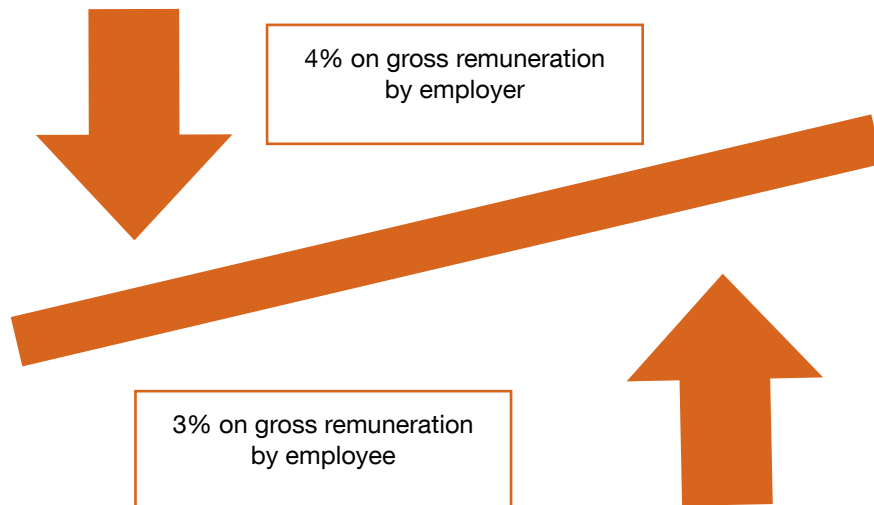 4% on gross remuneration
by employer
3% on gross remuneration
by employee